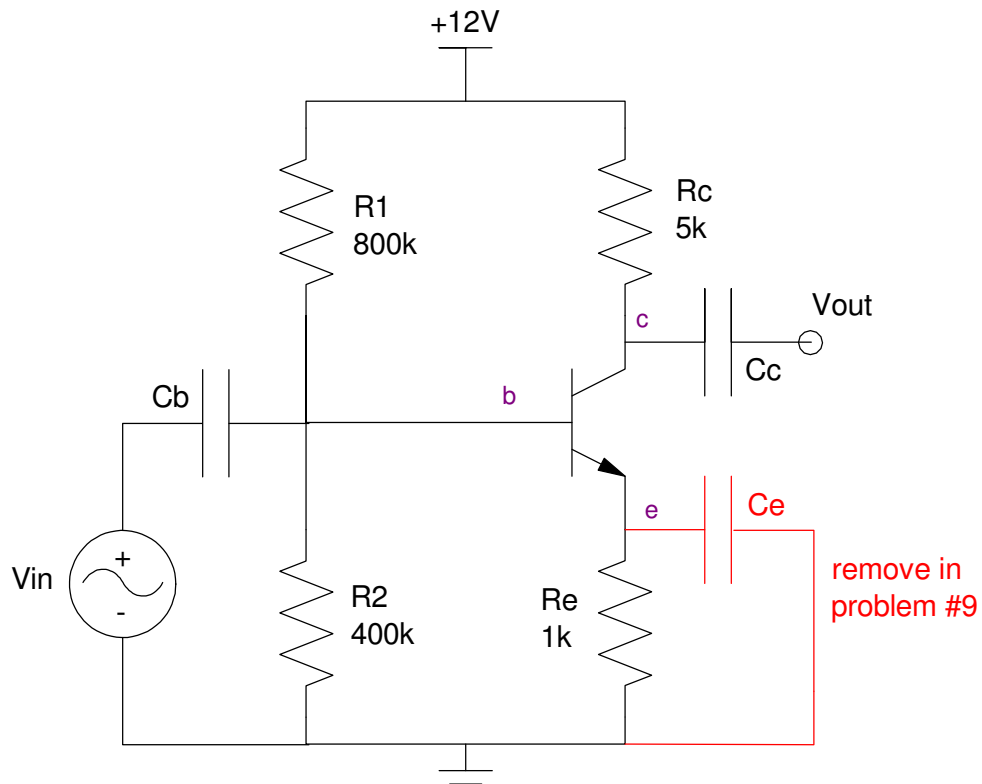 +12V
R1
800k
Rc
5k
c
Vout
Cc
Cb
b
e
Ce
Vin
+
-
R2
400k
Re
1k
remove in
problem #9